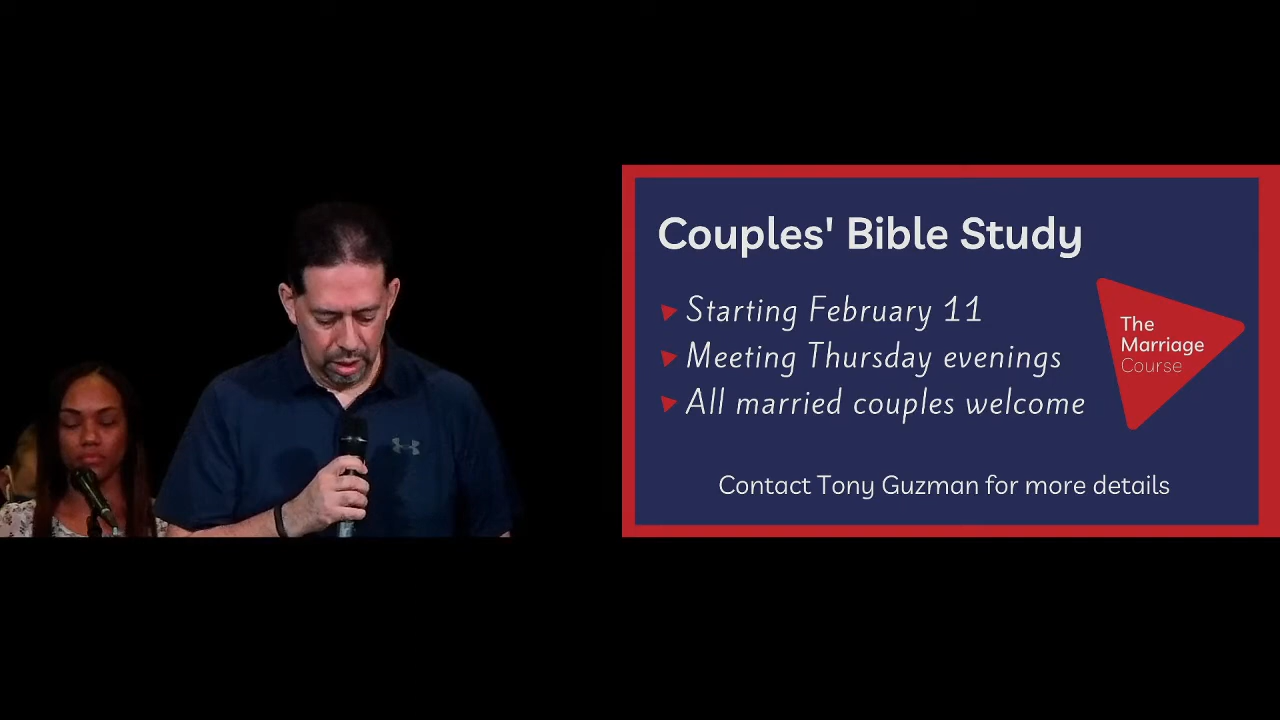 Couples' Bible Study
Starting February 11
Meeting Thursday evenings
All married couples welcome
The
Marriage
Course
Contact Tony Guzman for more details